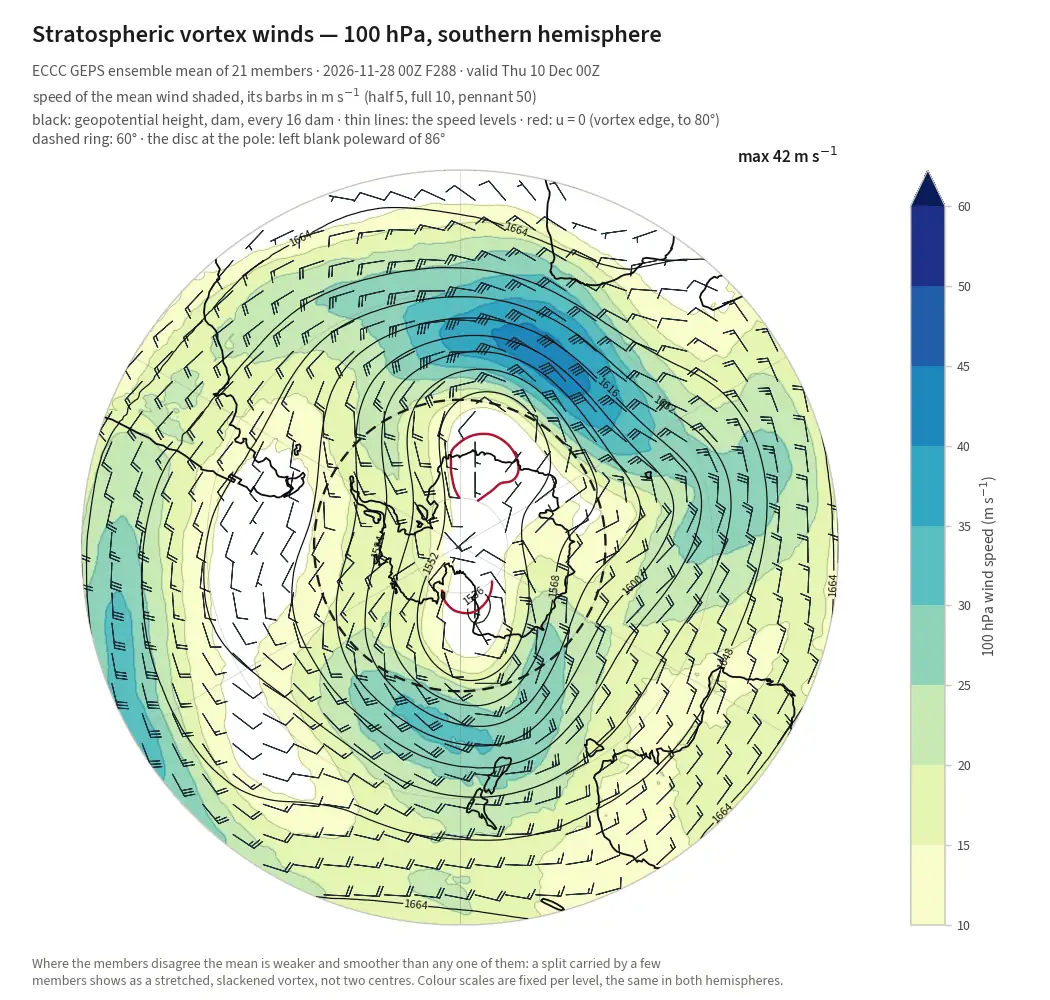 Stratospheric vortex winds — 100 hPa, southern hemisphere
ECCC GEPS ensemble mean of 21 members · 2026-11-28 00Z F288 · valid Thu 10 Dec 00Z
speed of the mean wind shaded, its barbs in m s⁻¹ (half 5, full 10, pennant 50)
black: geopotential height, dam, every 16 dam · thin lines: the speed levels · red: u = 0 (vortex edge, to 80°)
dashed ring: 60° · the disc at the pole: left blank poleward of 86°
max 42 m s⁻¹
60
50
45
40
35
30
25
20
15
10
100 hPa wind speed (m s⁻¹)
1664
1664
1616
1632
1552
1568
1536
1600
1664
1648
1664
1664
Where the members disagree the mean is weaker and smoother than any one of them: a split carried by a few
members shows as a stretched, slackened vortex, not two centres. Colour scales are fixed per level, the same in both hemispheres.